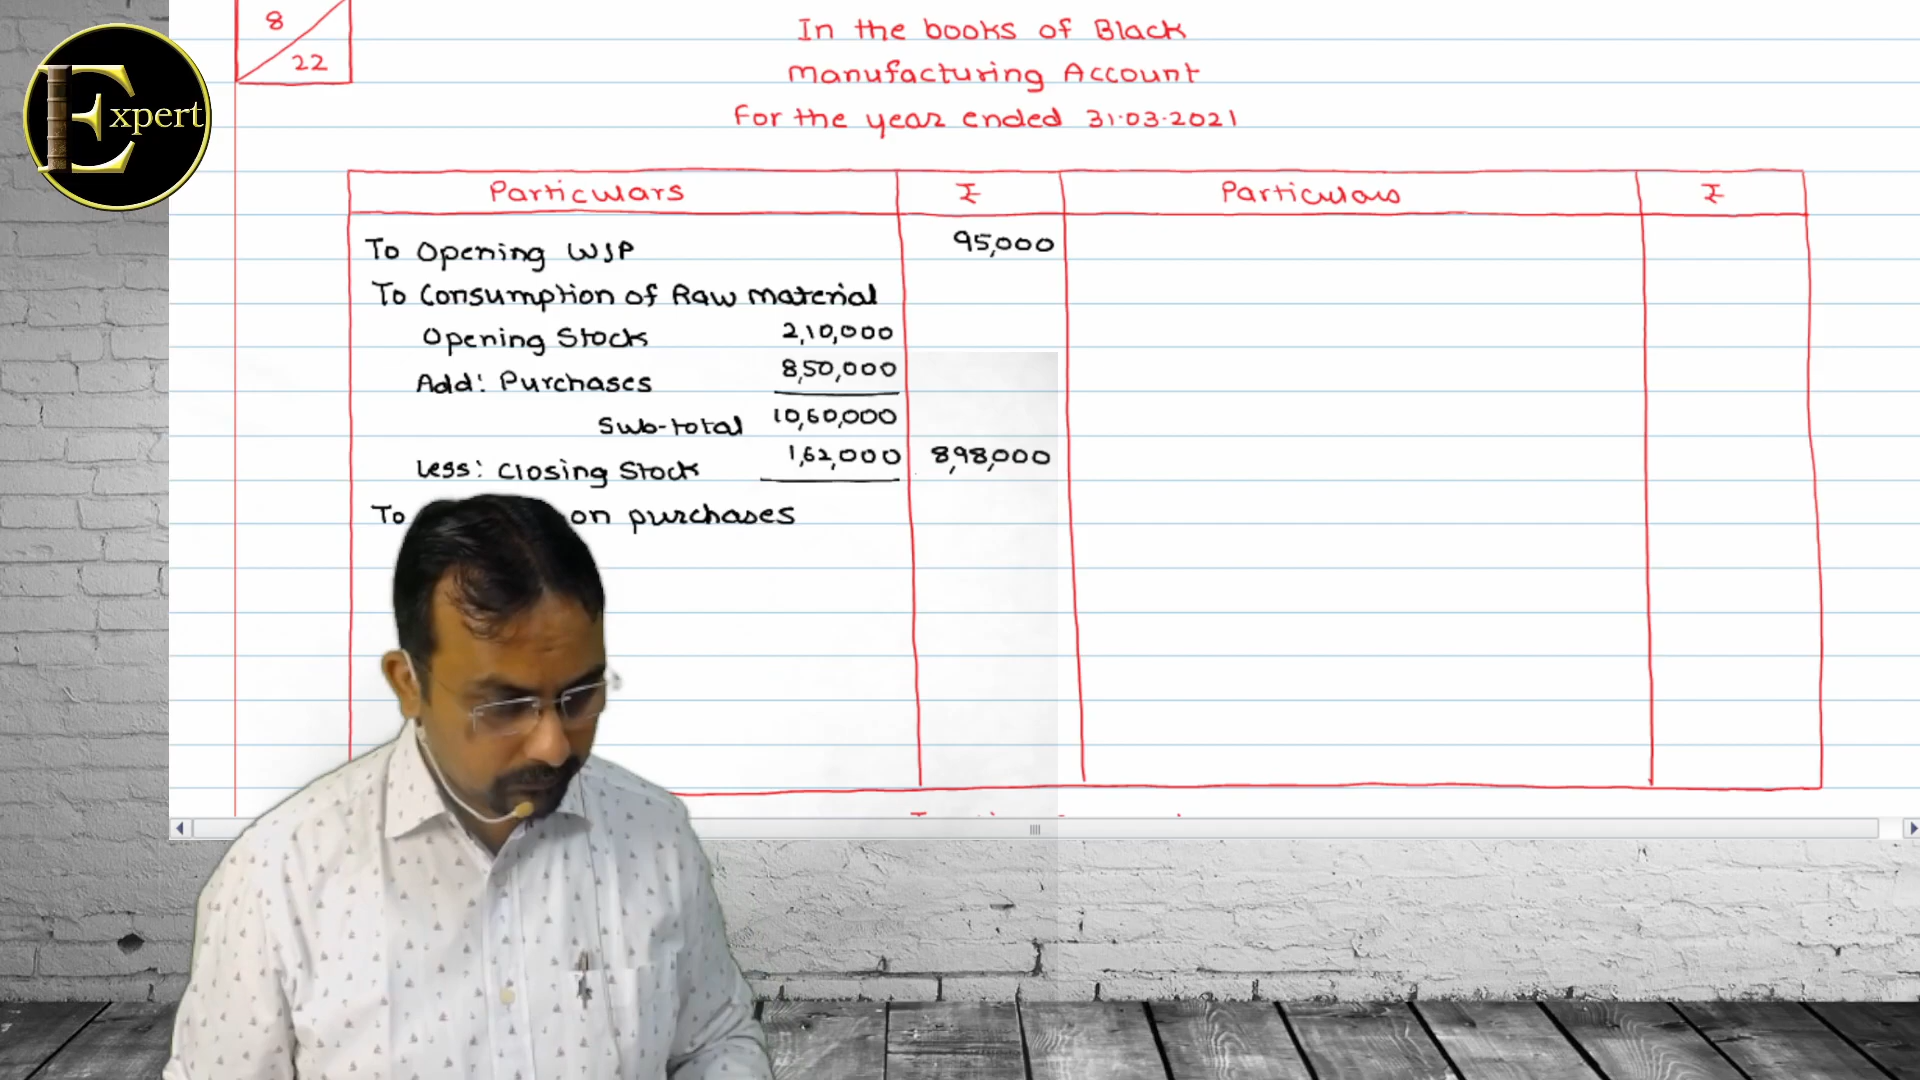 8
22
Expert
In the books of Black
Manufacturing Account
For the year ended 31.03.2021
Particulars ₹ Particulars ₹
To Opening WIP 95,000
To Consumption of Raw Material
Opening Stock 2,10,000
Add: Purchases 8,50,000
Sub-total 10,60,000
Less: Closing Stock 1,62,000 8,98,000
To on purchases